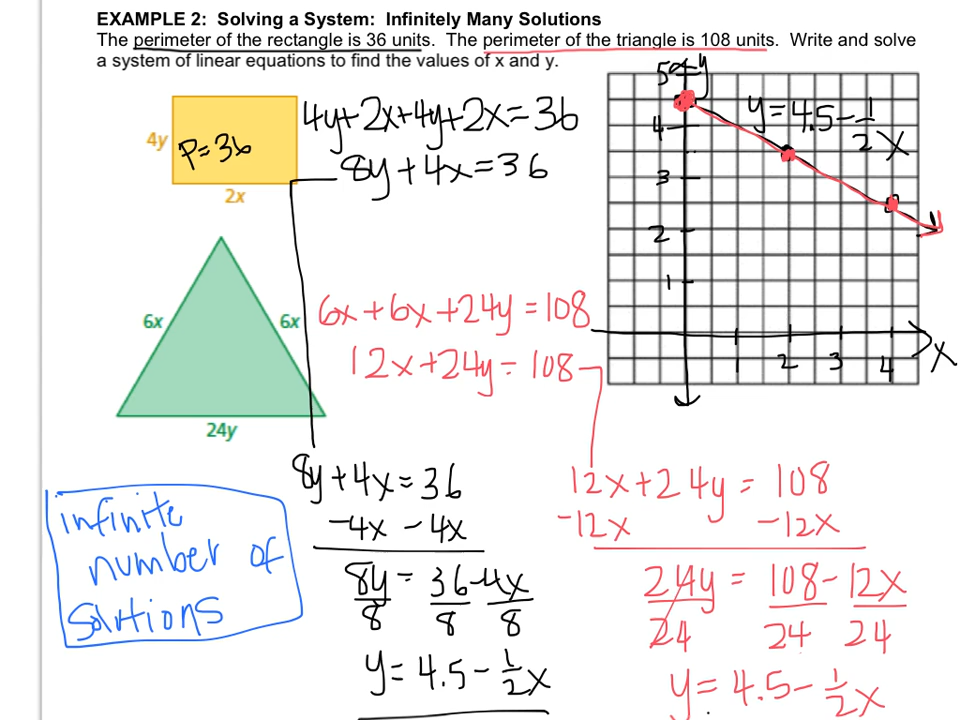 EXAMPLE 2: Solving a System: Infinitely Many Solutions
The perimeter of the rectangle is 36 units. The perimeter of the triangle is 108 units. Write and solve
a system of linear equations to find the values of x and y.
4y
P=36
2x
4y+2x+4y+2x=36
8y+4x=36
5
y
4
3
2
1
y=4.5-1/2x
1 2 3 4
x
6x
6x
24y
6x+6x+24y=108
12x+24y=108
8y+4x=36
-4x -4x
8y/8 = 36/8-4x/8
y=4.5-1/2x
12x+24y=108
-12x -12x
24y/24 = 108/24-12x/24
y=4.5-1/2x
infinite
number of
solutions